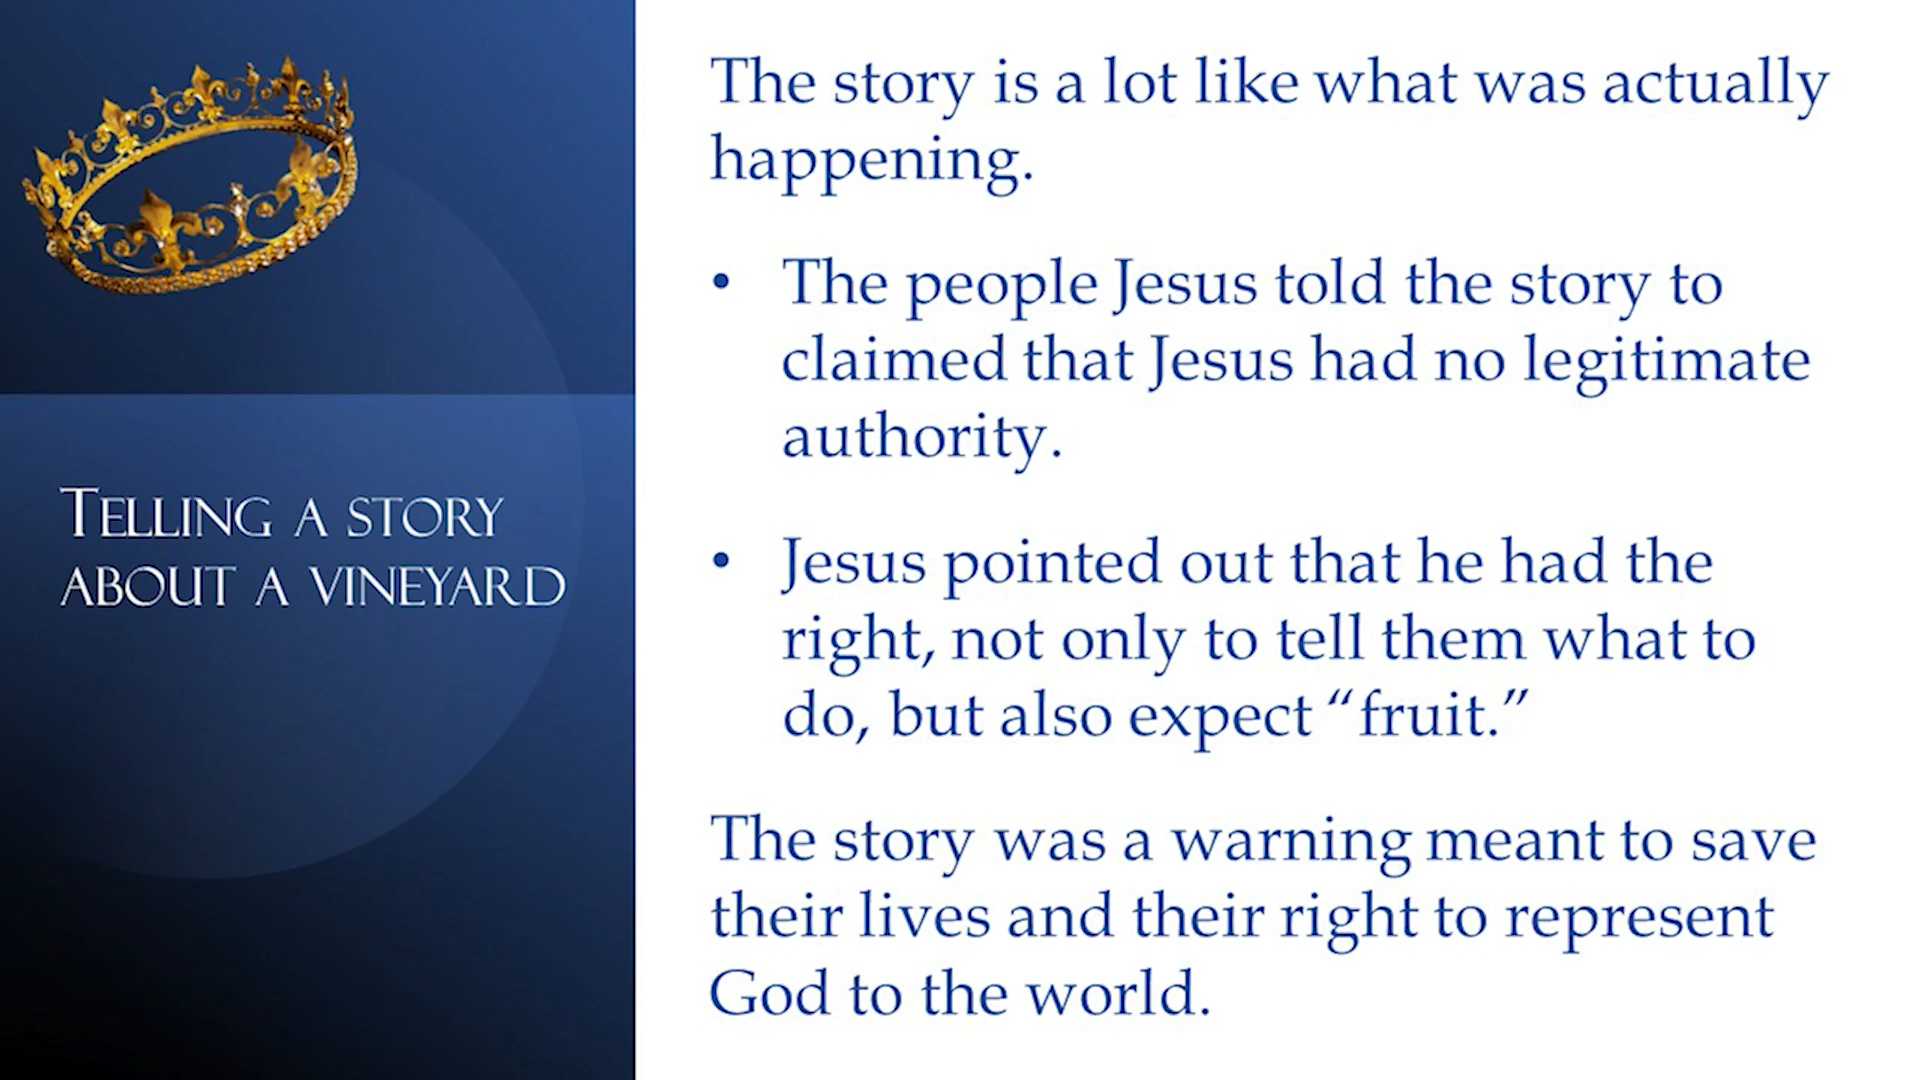 TELLING A STORY
ABOUT A VINEYARD
The story is a lot like what was actually
happening.
• The people Jesus told the story to
claimed that Jesus had no legitimate
authority.
• Jesus pointed out that he had the
right, not only to tell them what to
do, but also expect “fruit.”
The story was a warning meant to save
their lives and their right to represent
God to the world.